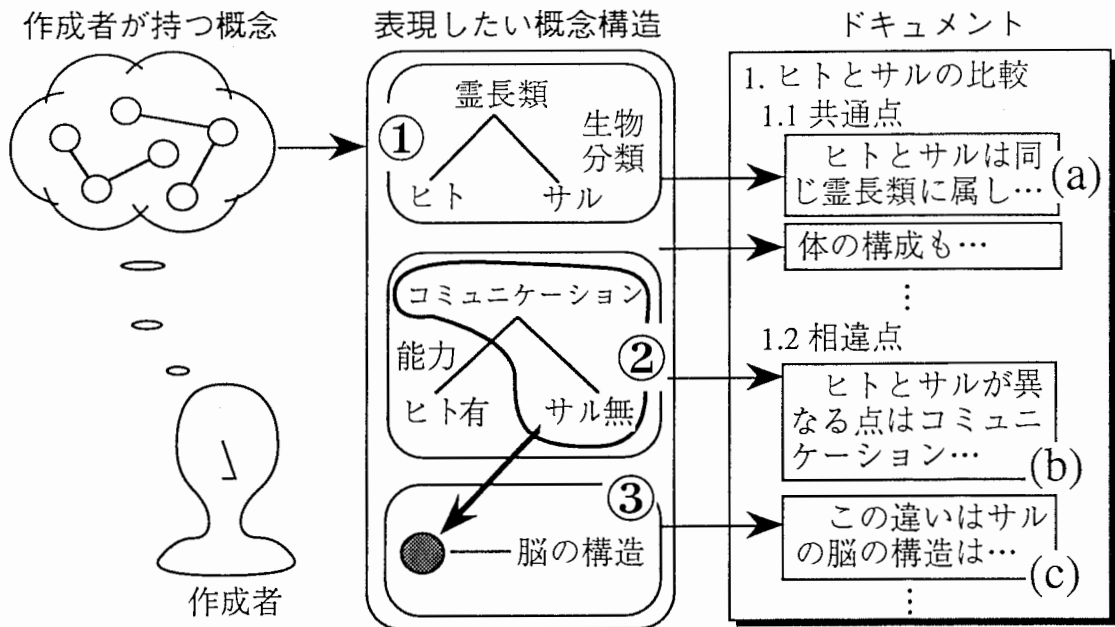 作成者が持つ概念
作成者
表現したい概念構造
①
霊長類
生物
分類
ヒト
サル
コミュニケーション
②
能力
ヒト有
サル無
③
脳の構造
ドキュメント
1. ヒトとサルの比較
1.1 共通点
ヒトとサルは同
じ霊長類に属し…
(a)
体の構成も…
⋮
1.2 相違点
ヒトとサルが異
なる点はコミュニ
ケーション…
(b)
この違いはサル
の脳の構造は…
(c)
⋮